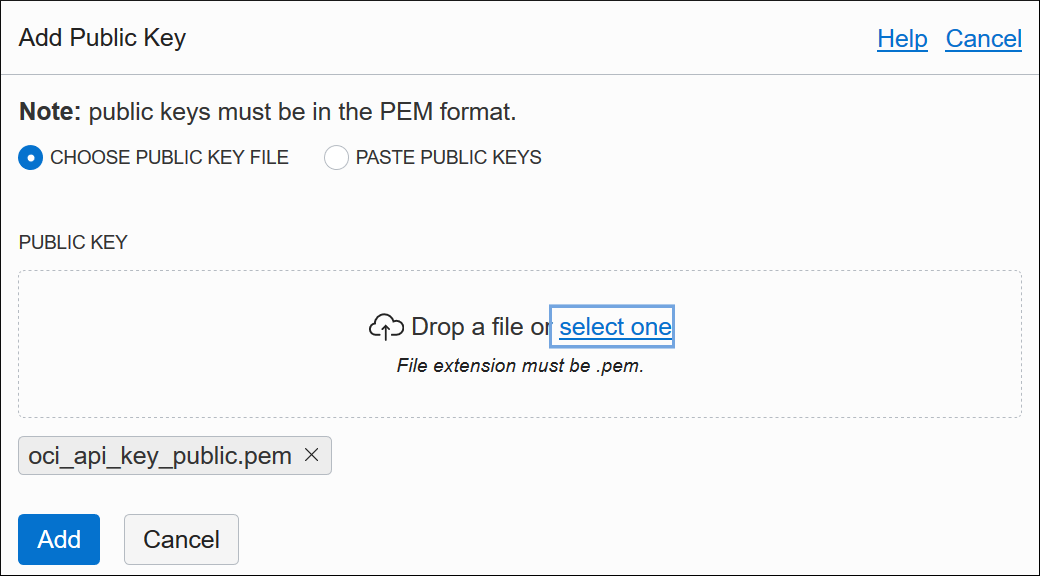 Add Public Key Help Cancel
Note: public keys must be in the PEM format.
CHOOSE PUBLIC KEY FILE PASTE PUBLIC KEYS
PUBLIC KEY
Drop a file or select one
File extension must be .pem.
oci_api_key_public.pem ×
Add Cancel